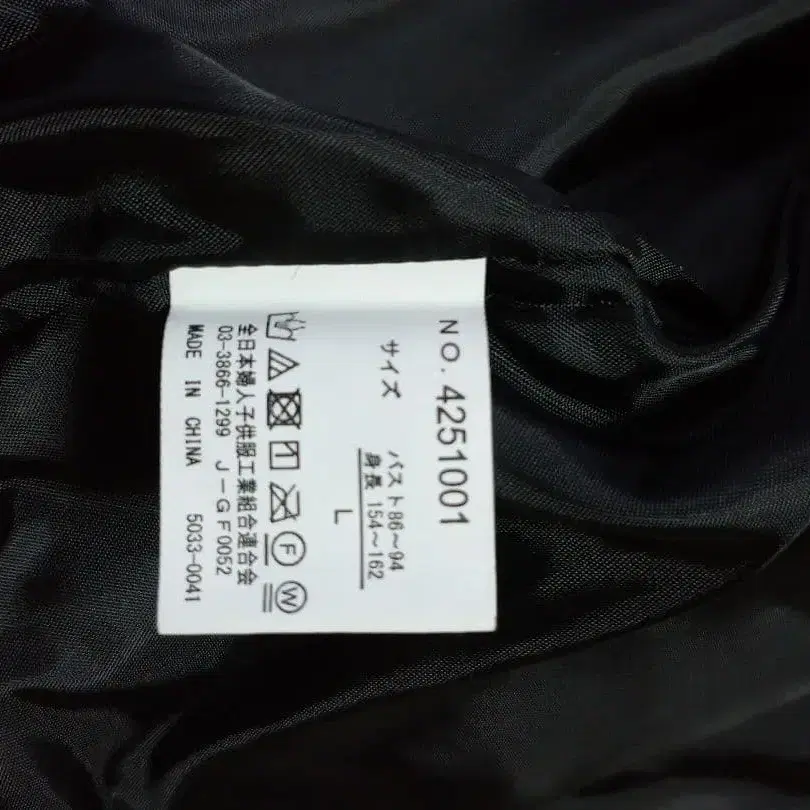 NO. 4251001
サイズ
バスト86～94
身長 154～162
L
全日本婦人子供服工業組合連合会
03-3866-1299 J-GF0052
MADE IN CHINA 5033-0041